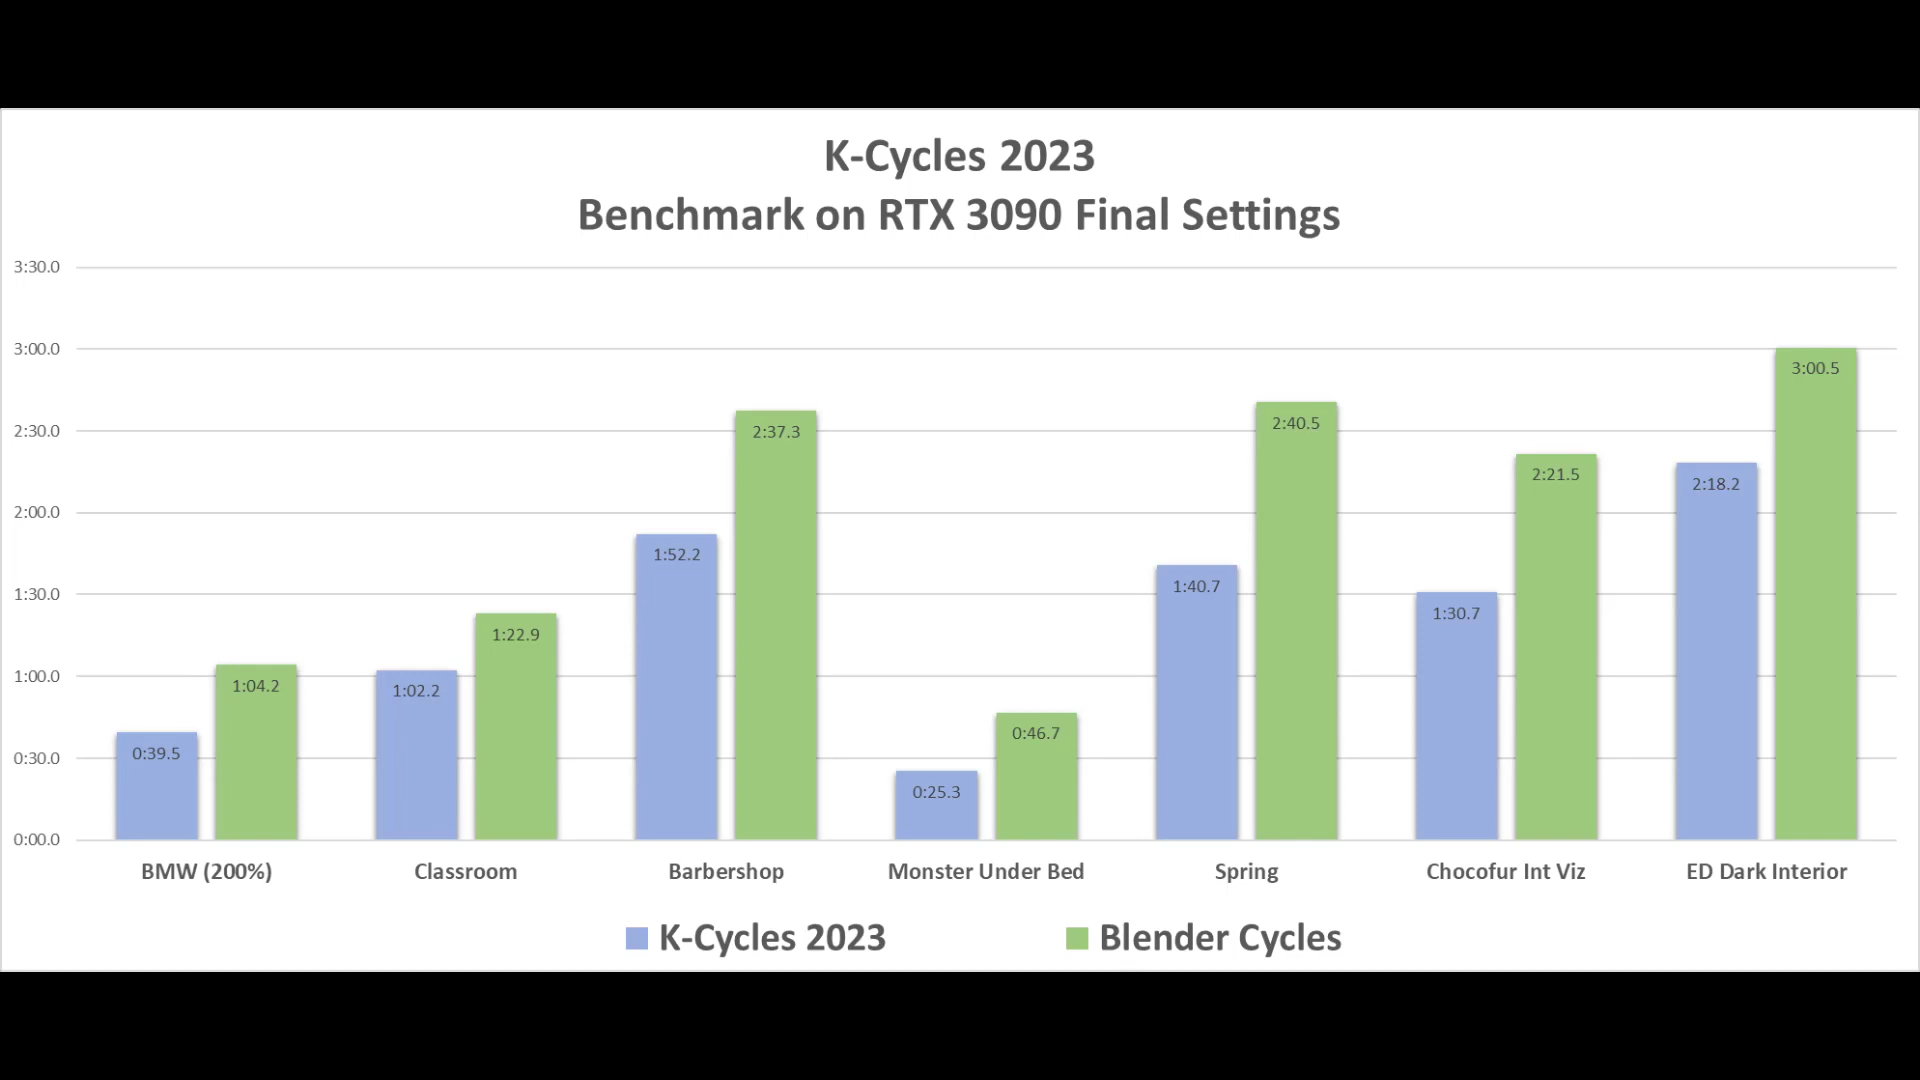 K-Cycles 2023
Benchmark on RTX 3090 Final Settings
3:30.0
3:00.0
2:30.0
2:00.0
1:30.0
1:00.0
0:30.0
0:00.0
0:39.5
1:04.2
1:02.2
1:22.9
1:52.2
2:37.3
0:25.3
0:46.7
1:40.7
2:40.5
1:30.7
2:21.5
2:18.2
3:00.5
BMW (200%)
Classroom
Barbershop
Monster Under Bed
Spring
Chocofur Int Viz
ED Dark Interior
K-Cycles 2023
Blender Cycles